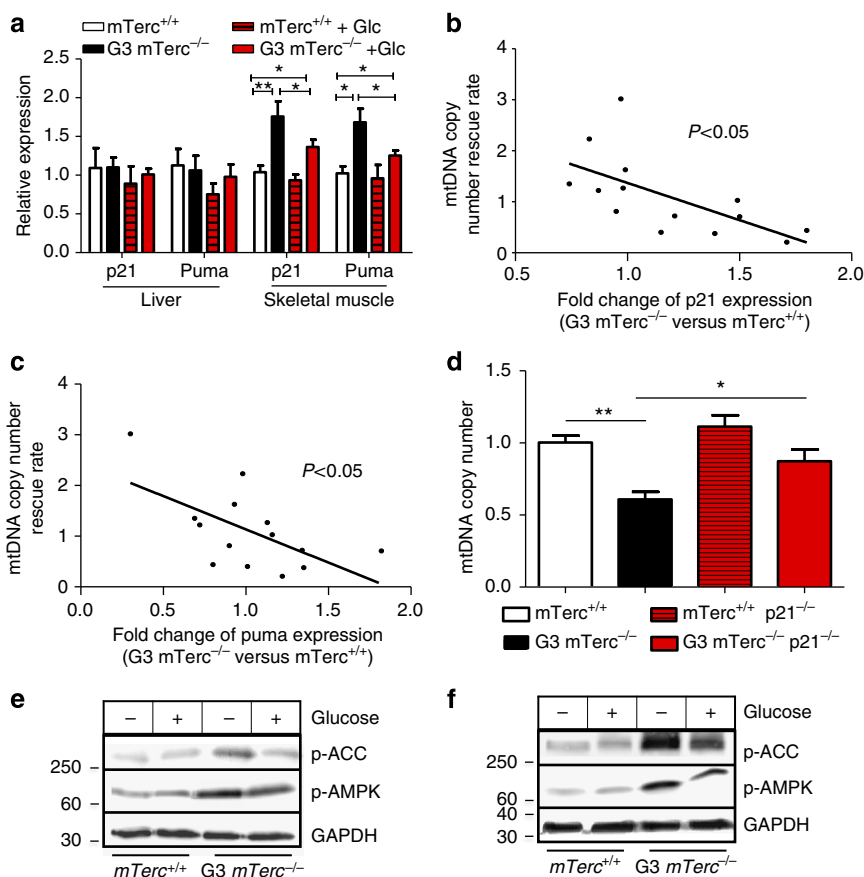 a
mTerc+/+
mTerc+/+ + Glc
G3 mTerc–/–
G3 mTerc–/– +Glc
Relative expression
2.5
2.0
1.5
1.0
0.5
0.0
*
**
*
*
*
*
p21
Puma
p21
Puma
Liver
Skeletal muscle
b
mtDNA copy
number rescue rate
4
3
2
1
0
P<0.05
0.5
1.0
1.5
2.0
Fold change of p21 expression
(G3 mTerc–/– versus mTerc+/+)
c
mtDNA copy number
rescue rate
4
3
2
1
0
P<0.05
0.0
0.5
1.0
1.5
2.0
Fold change of puma expression
(G3 mTerc–/– versus mTerc+/+)
d
mtDNA copy number
1.5
1.0
0.5
0.0
**
*
mTerc+/+
mTerc+/+ p21–/–
G3 mTerc–/–
G3 mTerc–/– p21–/–
e
– + – + Glucose
p-ACC
250
p-AMPK
60
GAPDH
30
mTerc+/+ G3 mTerc–/–
f
– + – + Glucose
p-ACC
250
p-AMPK
60
40
GAPDH
30
mTerc+/+ G3 mTerc–/–